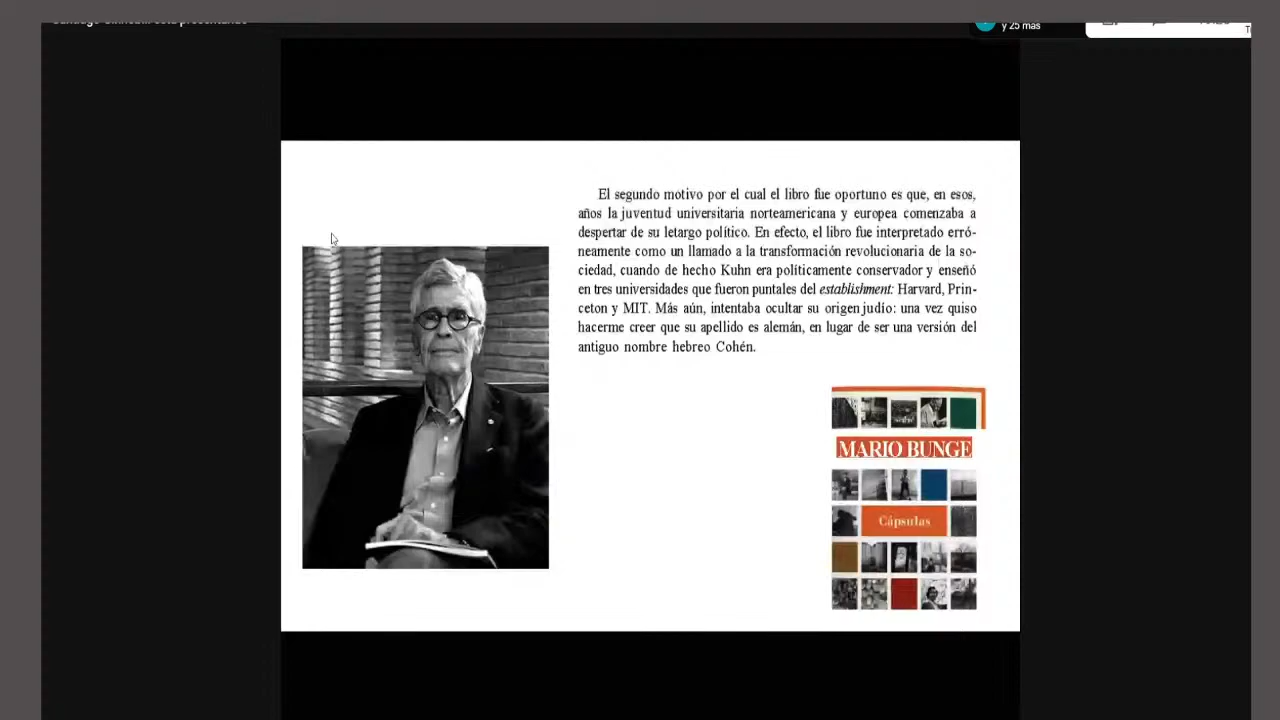 y 25 más
El segundo motivo por el cual el libro fue oportuno es que, en esos,
años la juventud universitaria norteamericana y europea comenzaba a
despertar de su letargo político. En efecto, el libro fue interpretado erró-
neamente como un llamado a la transformación revolucionaria de la so-
ciedad, cuando de hecho Kuhn era políticamente conservador y enseñó
en tres universidades que fueron puntales del establishment: Harvard, Prin-
ceton y MIT. Más aún, intentaba ocultar su origen judío: una vez quiso
hacerme creer que su apellido es alemán, en lugar de ser una versión del
antiguo nombre hebreo Cohén.
MARIO BUNGE
Cápsulas